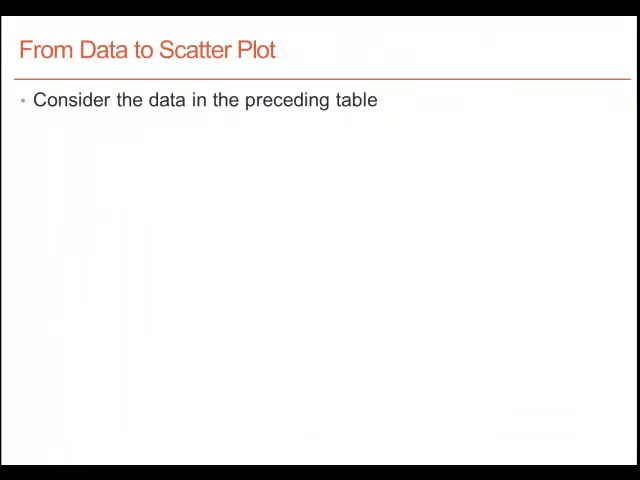 From Data to Scatter Plot
• Consider the data in the preceding table